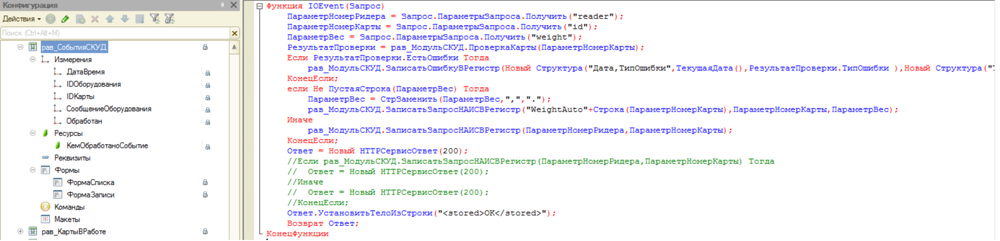 Конфигурация
Действия
Поиск (Ctrl+Alt+M)
рав_СобытияСКУД
Измерения
ДатаВремя
IDОборудования
IDКарты
СообщениеОборудования
Обработан
Ресурсы
КемОбработаноСобытие
Реквизиты
Формы
ФормаСписка
ФормаЗаписи
Команды
Макеты
рав_КартыВРаботе
Функция IOEvent(Запрос)
ПараметрНомерРидера = Запрос.ПараметрыЗапроса.Получить("reader");
ПараметрНомерКарты = Запрос.ПараметрыЗапроса.Получить("id");
ПараметрВес = Запрос.ПараметрыЗапроса.Получить("weight");
РезультатПроверки = рав_МодульСКУД.ПроверкаКарты(ПараметрНомерКарты);
Если РезультатПроверки.ЕстьОшибки Тогда
рав_МодульСКУД.ЗаписатьОшибкуВРегистр(Новый Структура("Дата,ТипОшибки",ТекущаяДата(),РезультатПроверки.ТипОшибки ),Новый Структура("
КонецЕсли;
если Не ПустаяСтрока(ПараметрВес) Тогда
ПараметрВес = СтрЗаменить(ПараметрВес,",",".");
рав_МодульСКУД.ЗаписатьЗапросНАИСВРегистр("WeightAuto"+Строка(ПараметрНомерКарты),ПараметрНомерКарты,ПараметрВес);
Иначе
рав_МодульСКУД.ЗаписатьЗапросНАИСВРегистр(ПараметрНомерРидера,ПараметрНомерКарты);
КонецЕсли;
Ответ = Новый HTTPСервисОтвет(200);
//Если рав_МодульСКУД.ЗаписатьЗапросНАИСВРегистр(ПараметрНомерРидера,ПараметрНомерКарты) Тогда
// Ответ = Новый HTTPСервисОтвет(200);
//Иначе
// Ответ = Новый HTTPСервисОтвет(200);
//КонецЕсли;
Ответ.УстановитьТелоИзСтроки("<stored>OK</stored>");
Возврат Ответ;
КонецФункции